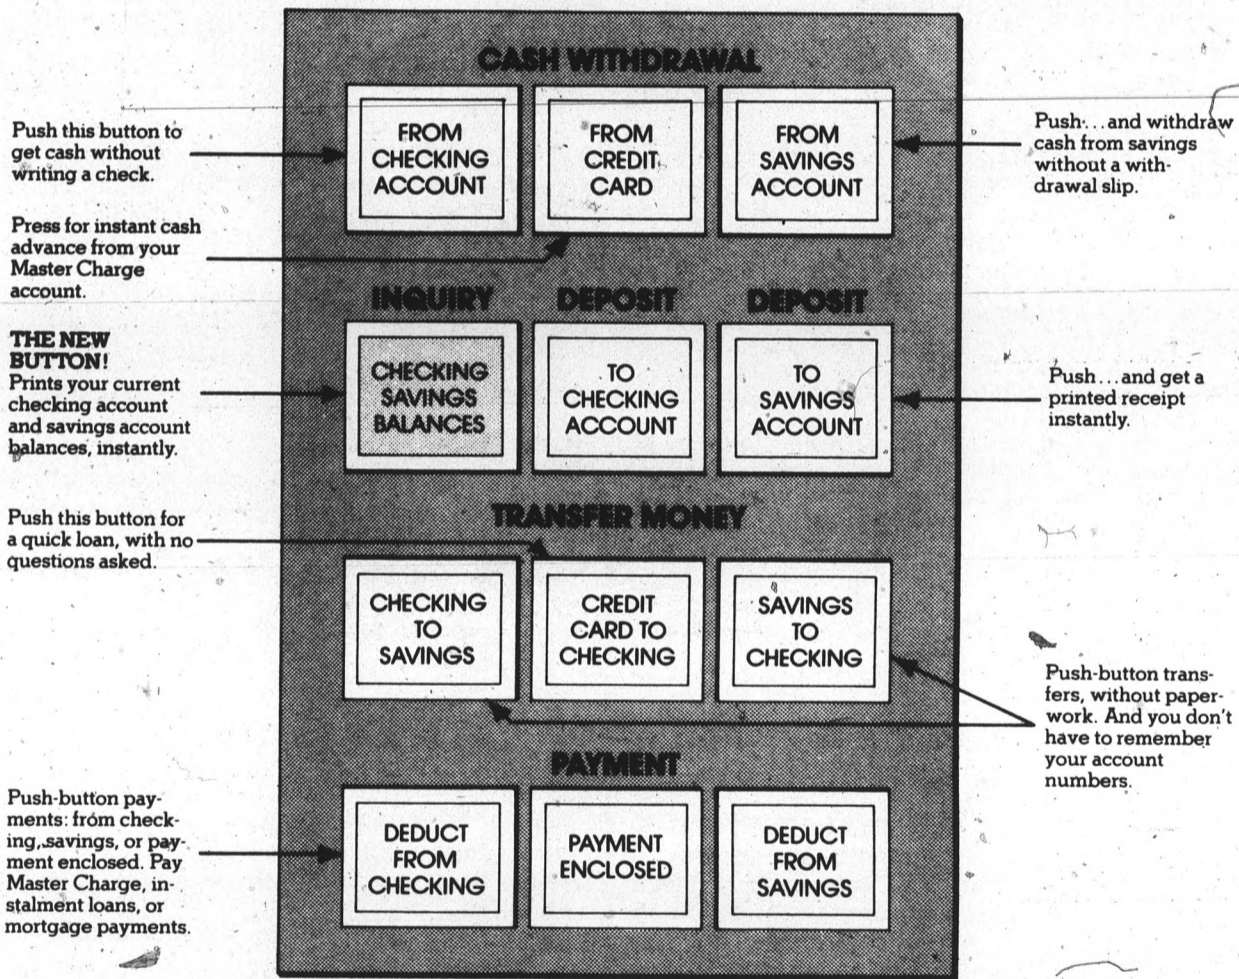 CASH WITHDRAWAL
Push this button to
get cash without
writing a check.
FROM
CHECKING
ACCOUNT
FROM
CREDIT
CARD
FROM
SAVINGS
ACCOUNT
Push...and withdraw
cash from savings
without a with-
drawal slip.
Press for instant cash
advance from your
Master Charge
account.
INQUIRY
DEPOSIT
DEPOSIT
THE NEW
BUTTON!
Prints your current
checking account
and savings account
balances, instantly.
CHECKING
SAVINGS
BALANCES
TO
CHECKING
ACCOUNT
TO
SAVINGS
ACCOUNT
Push...and get a
printed receipt
instantly.
TRANSFER MONEY
Push this button for
a quick loan, with no
questions asked.
CHECKING
TO
SAVINGS
CREDIT
CARD TO
CHECKING
SAVINGS
TO
CHECKING
Push-button trans-
fers, without paper-
work. And you don't
have to remember
your account
numbers.
PAYMENT
Push-button pay-
ments: from check-
ing, savings, or pay-
ment enclosed. Pay
Master Charge, in-
stalment loans, or
mortgage payments.
DEDUCT
FROM
CHECKING
PAYMENT
ENCLOSED
DEDUCT
FROM
SAVINGS